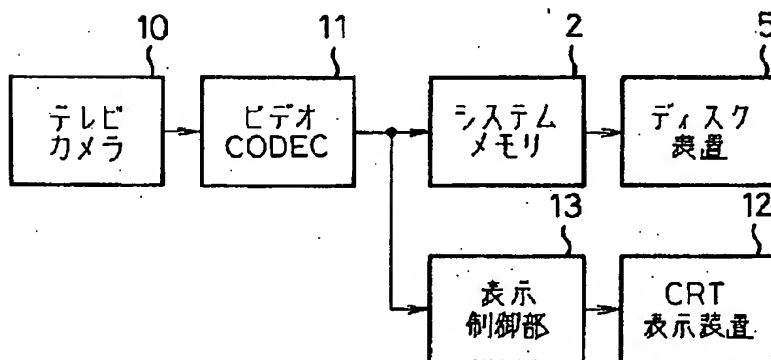 10
11
2
5
テレビ
カメラ
ビデオ
CODEC
システム
メモリ
ディスク
装置
13
12
表示
制御部
CRT
表示装置